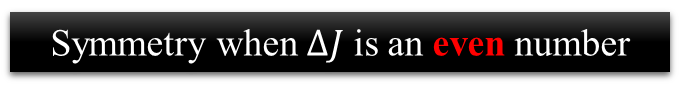 Symmetry when ΔJ is an even number